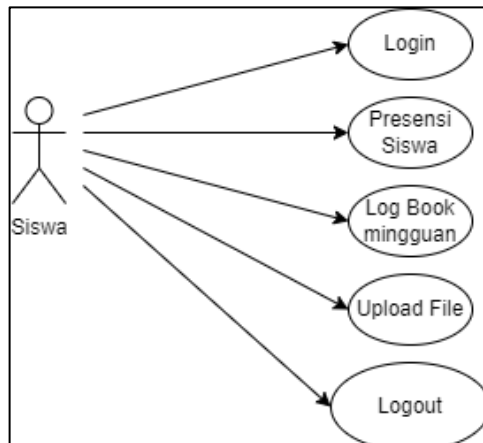 Login
Presensi
Siswa
Siswa
Log Book
mingguan
Upload File
Logout